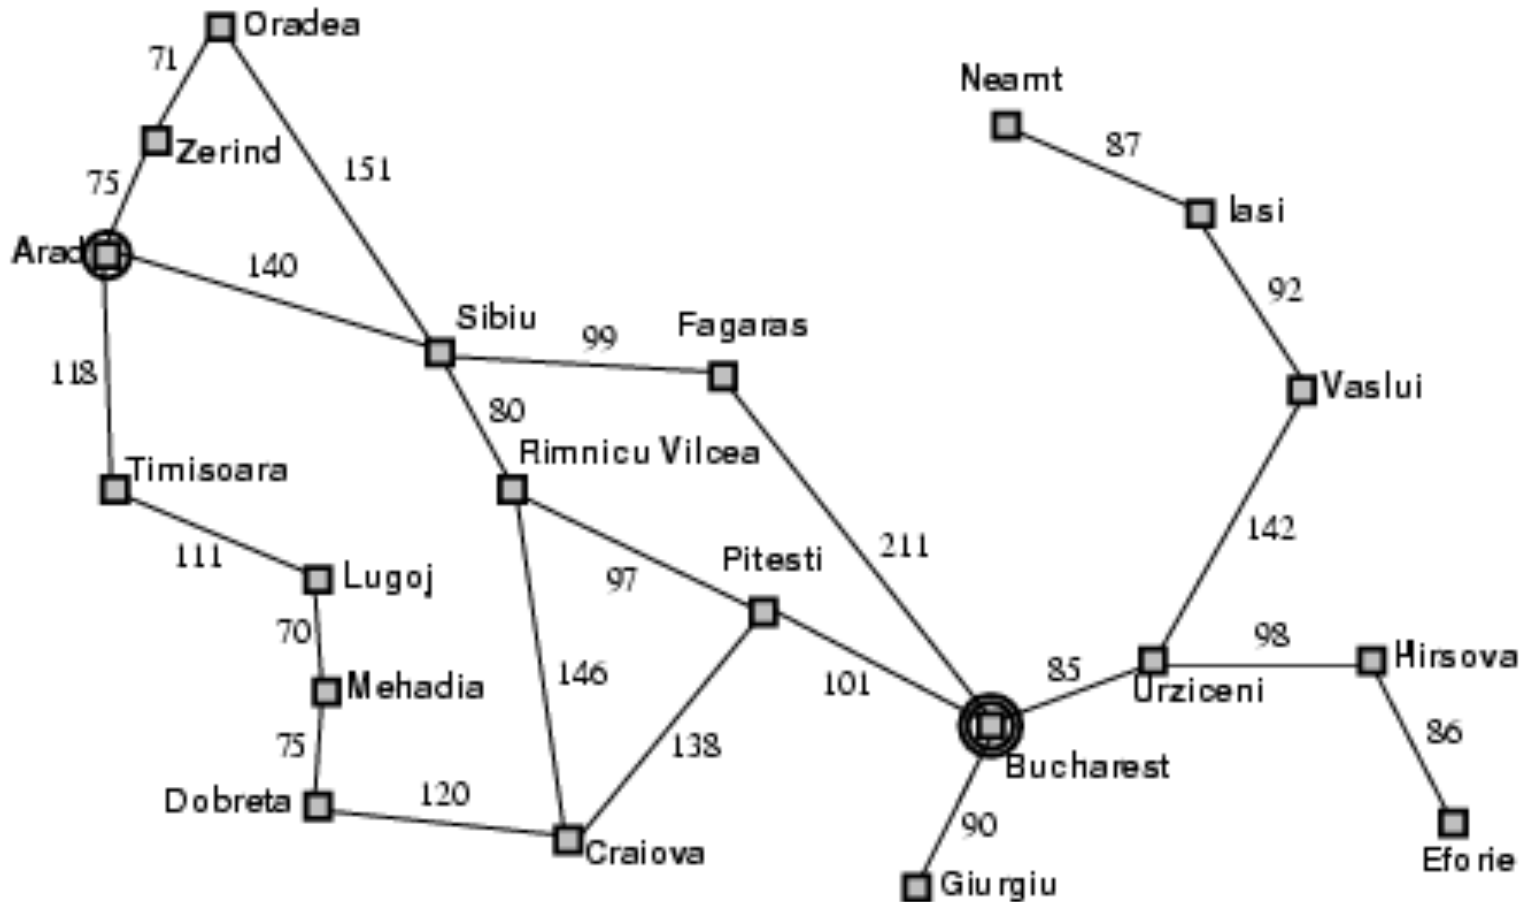 Oradea
71
Neamt
87
Zerind
151
75
Iasi
Arad
140
92
Sibiu
Fagaras
99
118
Vaslui
80
Rimnicu Vilcea
Timisoara
142
211
Pitesti
111
97
Lugoj
70
98
Hirsova
146
101
85
Mehadia
Urziceni
86
75
138
Bucharest
Dobreta
120
90
Craiova
Eforie
Giurgiu